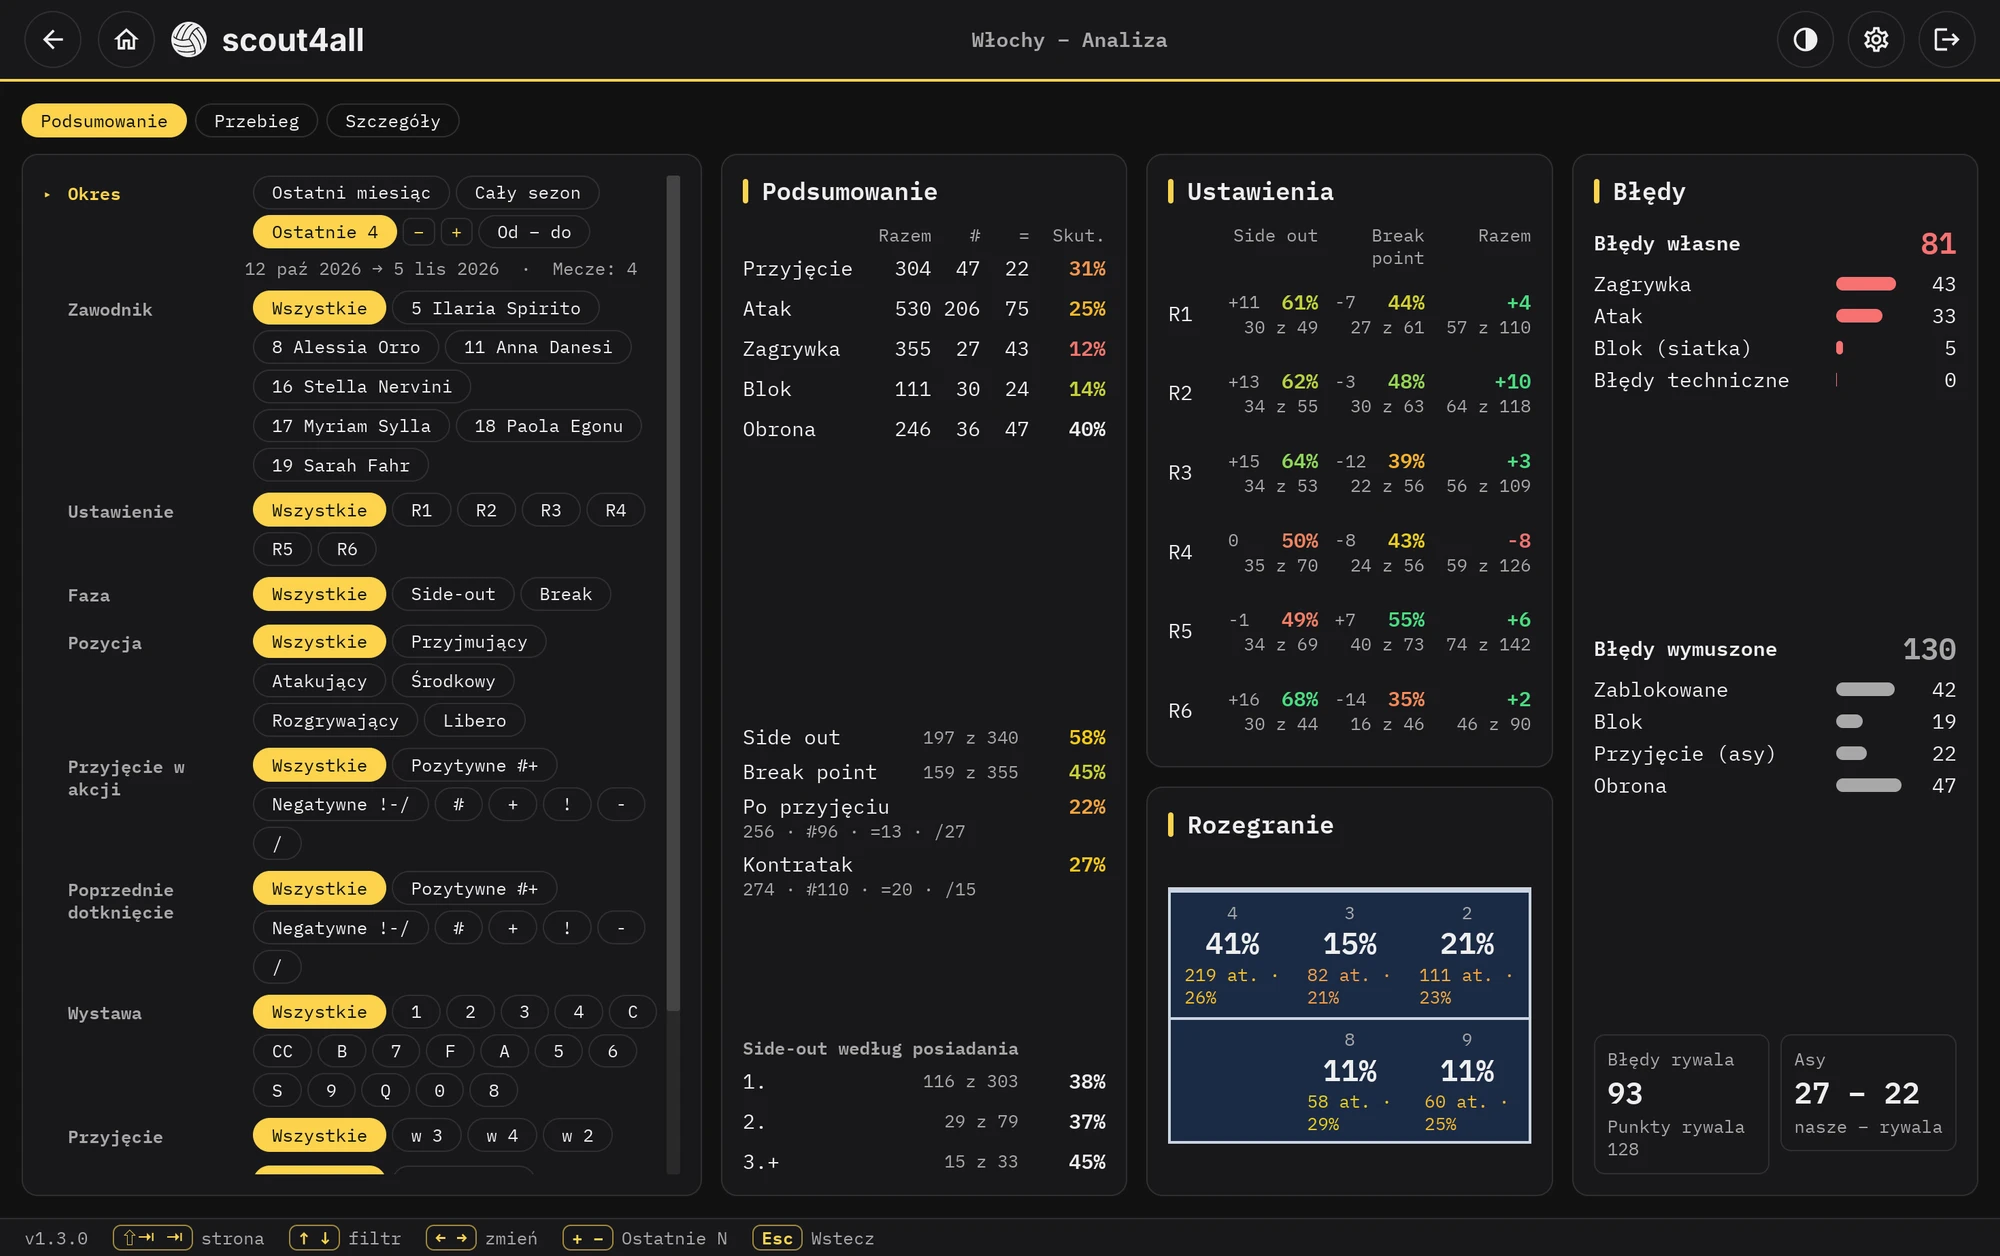 scout4all
Włochy – Analiza
Podsumowanie Przebieg Szczegóły
Okres
Ostatni miesiąc Cały sezon
Ostatnie 4 − + Od – do
12 paź 2026 → 5 lis 2026 · Mecze: 4
Zawodnik
Wszystkie 5 Ilaria Spirito
8 Alessia Orro 11 Anna Danesi
16 Stella Nervini
17 Myriam Sylla 18 Paola Egonu
19 Sarah Fahr
Ustawienie
Wszystkie R1 R2 R3 R4
R5 R6
Faza
Wszystkie Side-out Break
Pozycja
Wszystkie Przyjmujący
Atakujący Środkowy
Rozgrywający Libero
Przyjęcie w
akcji
Wszystkie Pozytywne #+
Negatywne !-/ # + ! -
/
Poprzednie
dotknięcie
Wszystkie Pozytywne #+
Negatywne !-/ # + ! -
/
Wystawa
Wszystkie 1 2 3 4 C
CC B 7 F A 5 6
S 9 Q 0 8
Przyjęcie
Wszystkie w 3 w 4 w 2
Podsumowanie
Razem # = Skut.
Przyjęcie 304 47 22 31%
Atak 530 206 75 25%
Zagrywka 355 27 43 12%
Blok 111 30 24 14%
Obrona 246 36 47 40%
Side out 197 z 340 58%
Break point 159 z 355 45%
Po przyjęciu 22%
256 · #96 · =13 · /27
Kontratak 27%
274 · #110 · =20 · /15
Side-out według posiadania
1. 116 z 303 38%
2. 29 z 79 37%
3.+ 15 z 33 45%
Ustawienia
Side out Break Razem
point
R1 +11 61% -7 44% +4
30 z 49 27 z 61 57 z 110
R2 +13 62% -3 48% +10
34 z 55 30 z 63 64 z 118
R3 +15 64% -12 39% +3
34 z 53 22 z 56 56 z 109
R4 0 50% -8 43% -8
35 z 70 24 z 56 59 z 126
R5 -1 49% +7 55% +6
34 z 69 40 z 73 74 z 142
R6 +16 68% -14 35% +2
30 z 44 16 z 46 46 z 90
Rozegranie
4 3 2
41% 15% 21%
219 at. · 82 at. · 111 at. ·
26% 21% 23%
8 9
11% 11%
58 at. · 60 at. ·
29% 25%
Błędy
Błędy własne 81
Zagrywka 43
Atak 33
Blok (siatka) 5
Błędy techniczne 0
Błędy wymuszone 130
Zablokowane 42
Blok 19
Przyjęcie (asy) 22
Obrona 47
Błędy rywala
93
Punkty rywala
128
Asy
27 – 22
nasze – rywala
v1.3.0 ⇧⇥ ⇥ strona ↑ ↓ filtr ← → zmień + − Ostatnie N Esc Wstecz